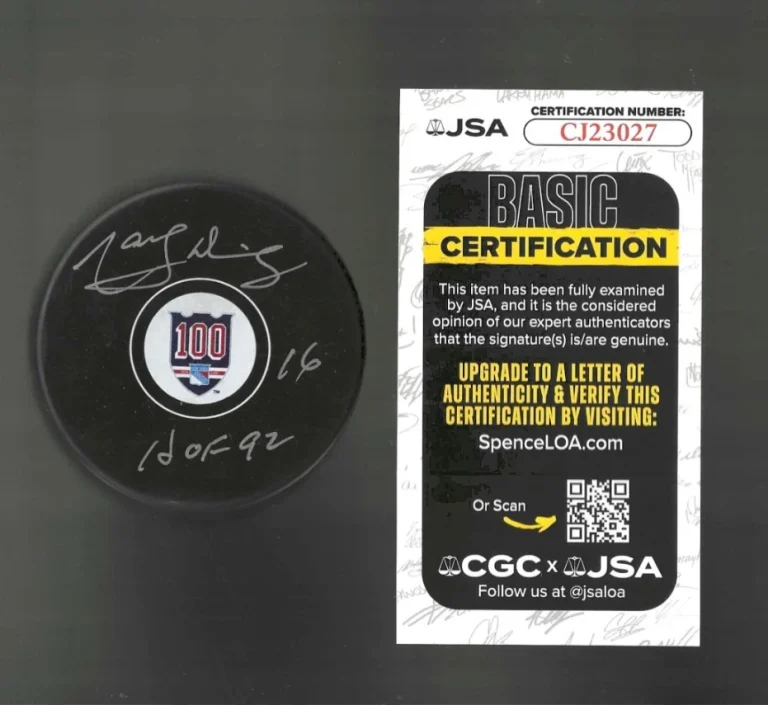 100
16
HOF 92
JSA
CERTIFICATION NUMBER:
CJ23027
BASIC
CERTIFICATION
This item has been fully examined
by JSA, and it is the considered
opinion of our expert authenticators
that the signature(s) is/are genuine.
UPGRADE TO A LETTER OF
AUTHENTICITY & VERIFY THIS
CERTIFICATION BY VISITING:
SpenceLOA.com
Or Scan
CGC x JSA
Follow us at @jsaloa